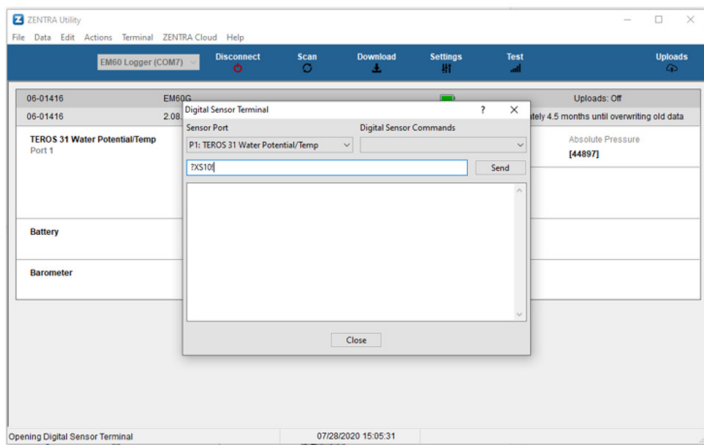 ZENTRA Utility
File Data Edit Actions Terminal ZENTRA Cloud Help
EM60 Logger (COM7) Disconnect Scan Download Settings Test Uploads
06-01416 EM60G Uploads: Off
06-01416 2.08. tely 4.5 months until overwriting old data
TEROS 31 Water Potential/Temp
Port 1
Absolute Pressure
[44897]
Battery
Barometer
Digital Sensor Terminal ?
Sensor Port Digital Sensor Commands
P1: TEROS 31 Water Potential/Temp
?XS10! Send
Close
Opening Digital Sensor Terminal 07/28/2020 15:05:31